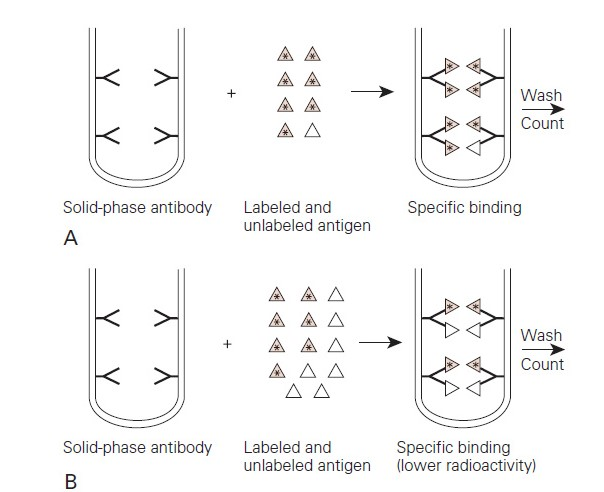 +
Wash
Count
Solid-phase antibody
Labeled and
unlabeled antigen
Specific binding
A
+
Wash
Count
Solid-phase antibody
Labeled and
unlabeled antigen
Specific binding
(lower radioactivity)
B